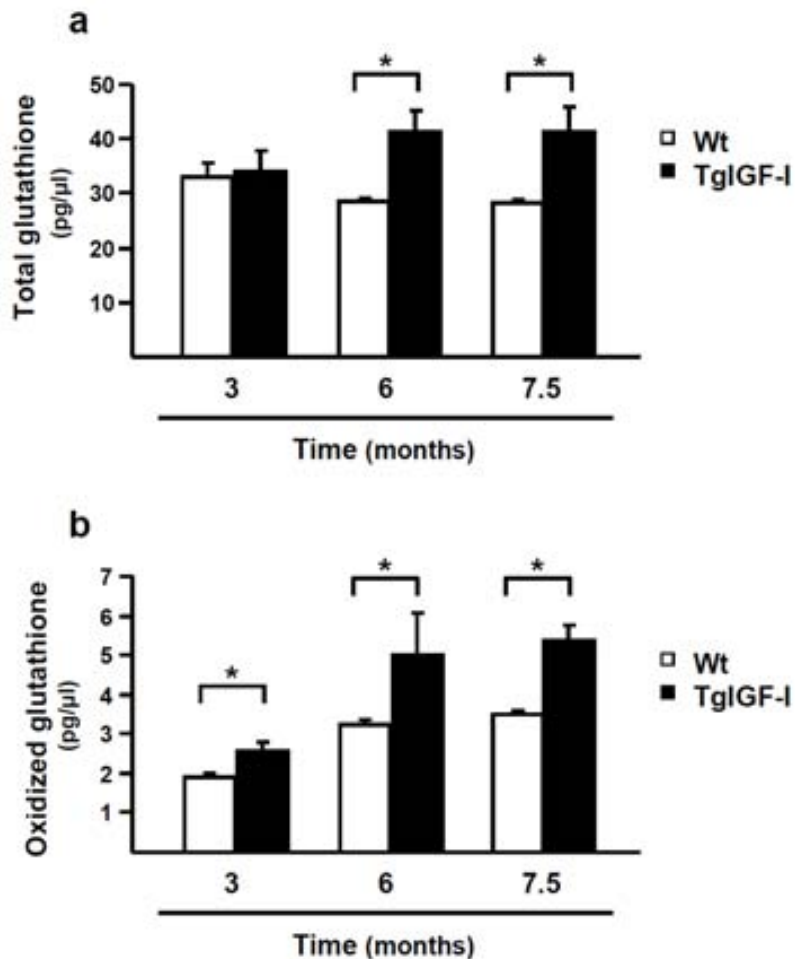 a
* *
50
40
30
20
10
Total glutathione
(pg/µl)
Wt
TgIGF-I
3 6 7.5
Time (months)
b
* * *
7
6
5
4
3
2
1
Oxidized glutathione
(pg/µl)
Wt
TgIGF-I
3 6 7.5
Time (months)